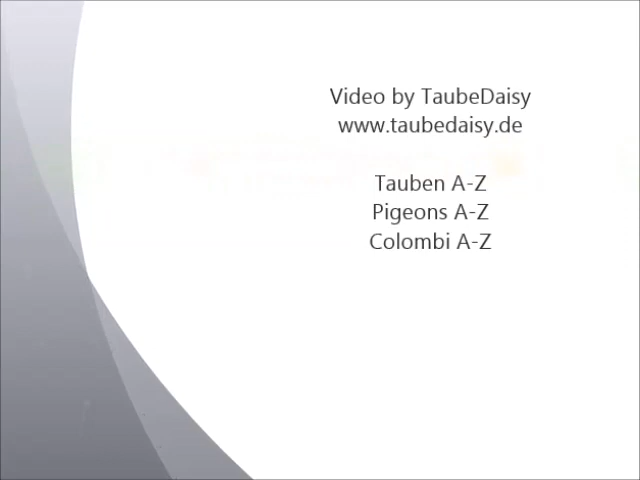 Video by TaubeDaisy
www.taubedaisy.de
Tauben A-Z
Pigeons A-Z
Colombi A-Z